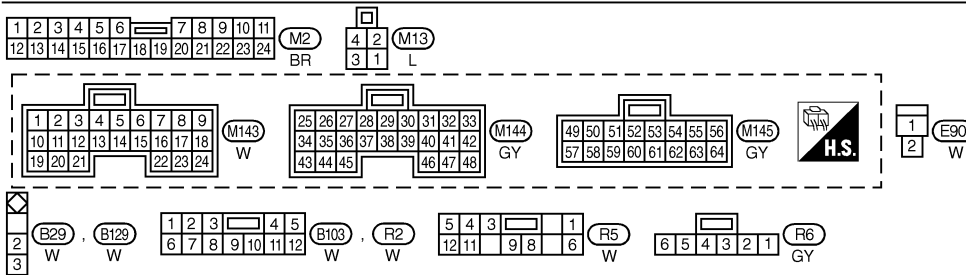 1 2 3 4 5 6 7 8 9 10 11
12 13 14 15 16 17 18 19 20 21 22 23 24
M2
BR
4 2
3 1
M13
L
1 2 3 4 5 6 7 8 9
10 11 12 13 14 15 16 17 18
19 20 21 22 23 24
M143
W
25 26 27 28 29 30 31 32 33
34 35 36 37 38 39 40 41 42
43 44 45 46 47 48
M144
GY
49 50 51 52 53 54 55 56
57 58 59 60 61 62 63 64
M145
GY
H.S.
1
2
E90
W
2
3
B29 , B129
W W
1 2 3 4 5
6 7 8 9 10 11 12
B103 , R2
W W
5 4 3 1
12 11 9 8 6
R5
W
6 5 4 3 2 1
R6
GY